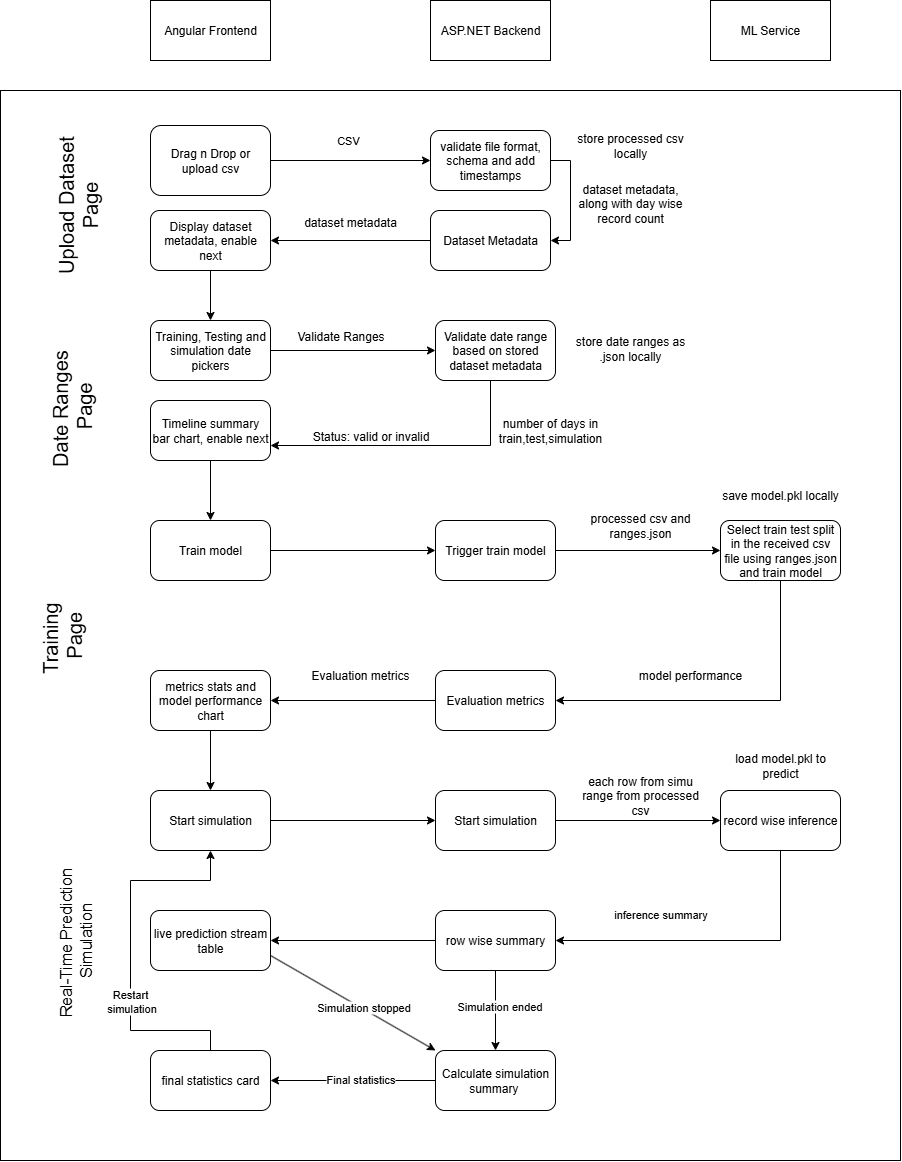 Angular Frontend
ASP.NET Backend
ML Service
Upload Dataset
Page
Drag n Drop or
upload csv
CSV
validate file format,
schema and add
timestamps
store processed csv
locally
dataset metadata,
along with day wise
record count
Display dataset
metadata, enable
next
dataset metadata
Dataset Metadata
Date Ranges
Page
Training, Testing and
simulation date
pickers
Validate Ranges
Validate date range
based on stored
dataset metadata
store date ranges as
.json locally
Timeline summary
bar chart, enable next
Status: valid or invalid
number of days in
train,test,simulation
Training
Page
Train model
Trigger train model
processed csv and
ranges.json
save model.pkl locally
Select train test split
in the received csv
file using ranges.json
and train model
metrics stats and
model performance
chart
Evaluation metrics
Evaluation metrics
model performance
Real-Time Prediction
Simulation
Start simulation
Start simulation
each row from simu
range from processed
csv
load model.pkl to
predict
record wise inference
live prediction stream
table
row wise summary
inference summary
Restart
simulation
Simulation stopped
Simulation ended
final statistics card
Final statistics
Calculate simulation
summary